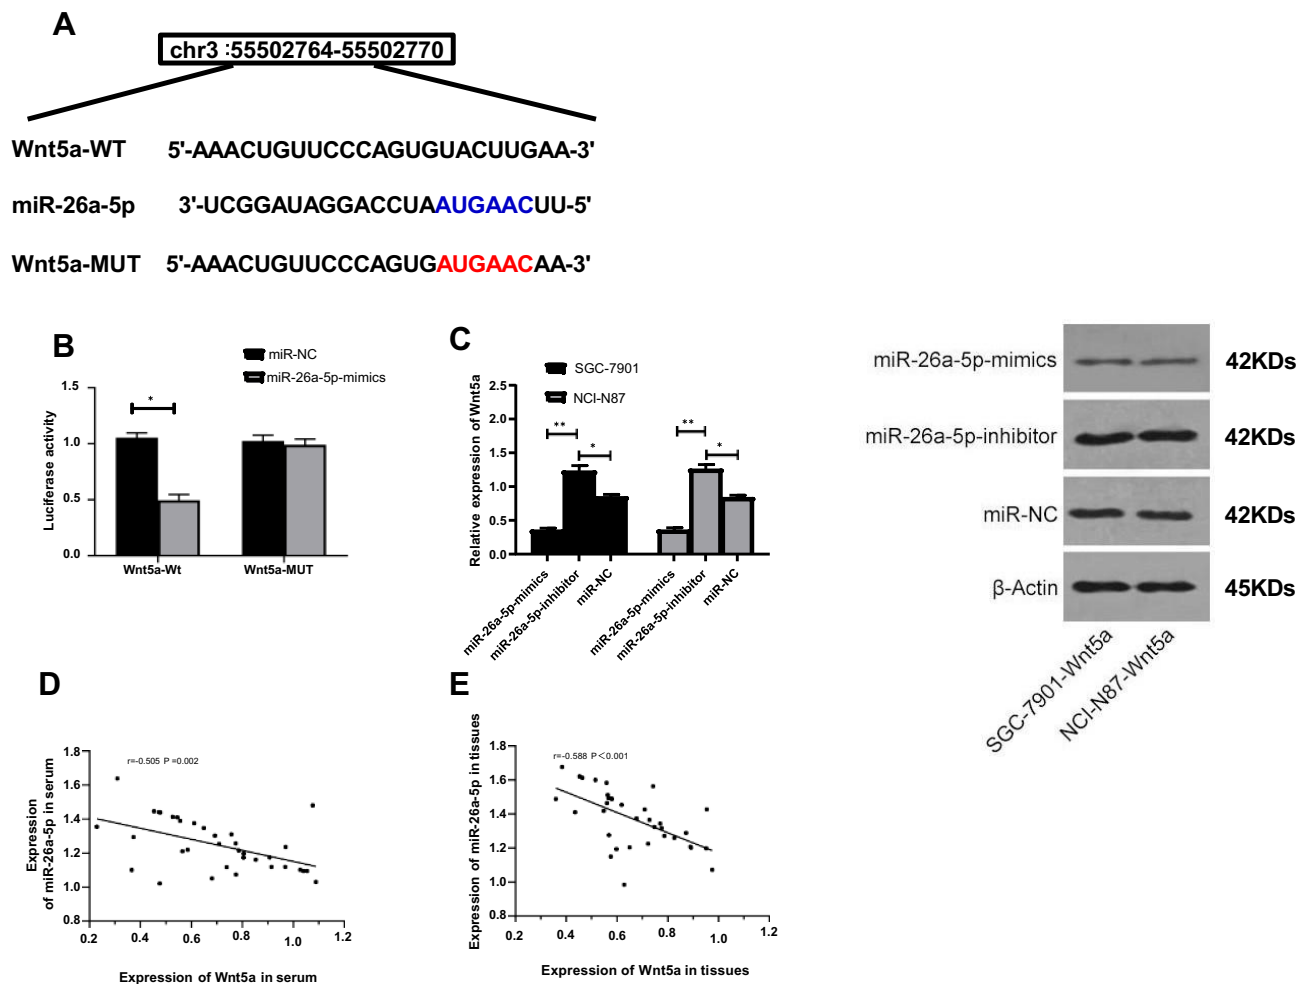 A
chr3 :55502764-55502770
Wnt5a-WT 5'-AAACUGUUCCCAGUGUACUUGAA-3'
miR-26a-5p 3'-UCGGAUAGGACCUAAUGAACUU-5'
Wnt5a-MUT 5'-AAACUGUUCCCAGUGAUGAACAA-3'
B
miR-NC
miR-26a-5p-mimics
Luciferase activity
1.5
1.0
0.5
0.0
*
Wnt5a-Wt
Wnt5a-MUT
C
SGC-7901
NCI-N87
Relative expression of Wnt5a
2.5
2.0
1.5
1.0
0.5
0.0
**
*
**
*
miR-26a-5p-mimics
miR-26a-5p-inhibitor
miR-NC
miR-26a-5p-mimics
miR-26a-5p-inhibitor
miR-NC
miR-26a-5p-mimics 42KDs
miR-26a-5p-inhibitor 42KDs
miR-NC 42KDs
β-Actin 45KDs
SGC-7901-Wnt5a
NCI-N87-Wnt5a
D
r=-0.505 P =0.002
Expression
of miR-26a-5p in serum
1.8
1.6
1.4
1.2
1.0
0.8
0.2 0.4 0.6 0.8 1.0 1.2
Expression of Wnt5a in serum
E
r=-0.588 P<0.001
Expression of miR-26a-5p in tissues
1.8
1.6
1.4
1.2
1.0
0.8
0.2 0.4 0.6 0.8 1.0 1.2
Expression of Wnt5a in tissues